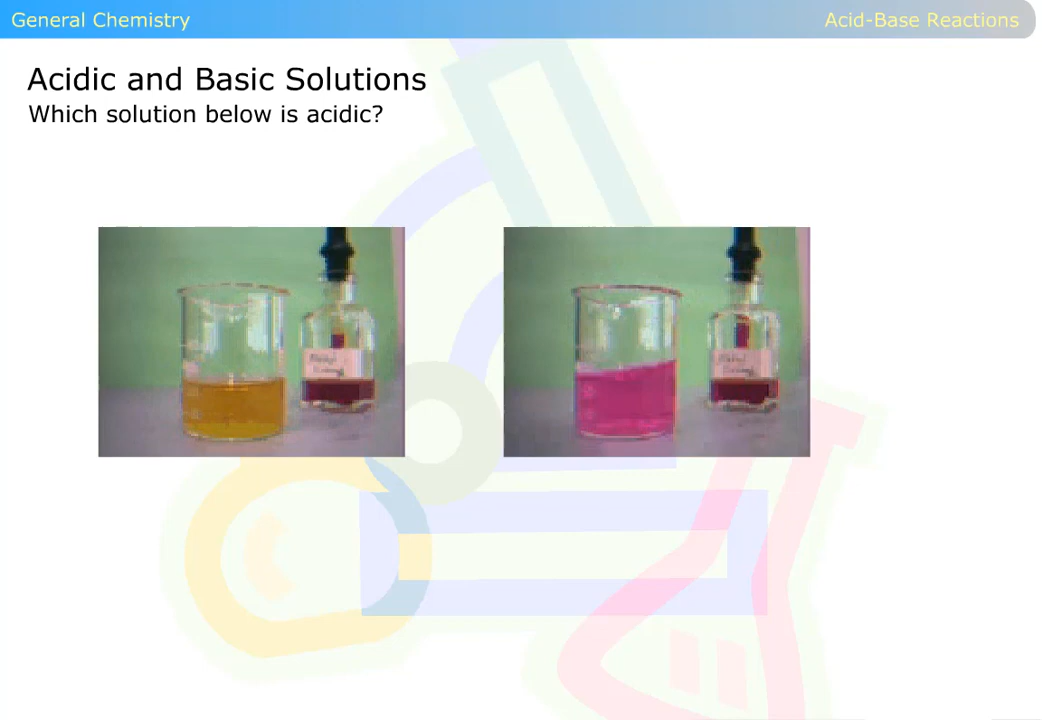 General Chemistry
Acid-Base Reactions
Acidic and Basic Solutions
Which solution below is acidic?